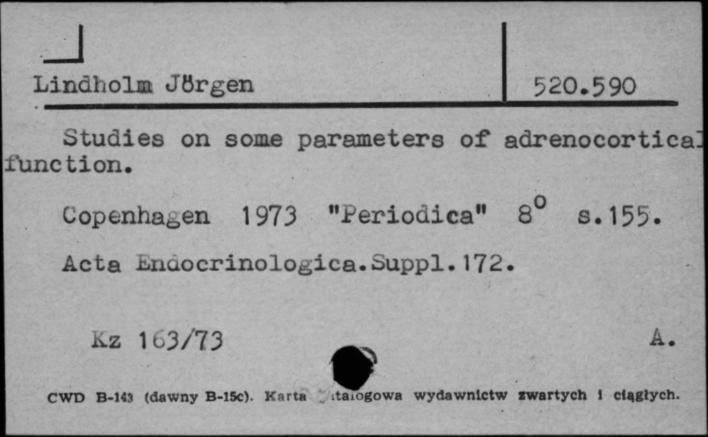 Lindholm Jörgen 520.590
Studies on some parameters of adrenocortical
function.
Copenhagen 1973 "Periodica" 8° s.155.
Acta Endocrinologica.Suppl.172.
Kz 163/73 A.
CWD B-143 (dawny B-15c). Karta wydawnictw zwartych i ciągłych.